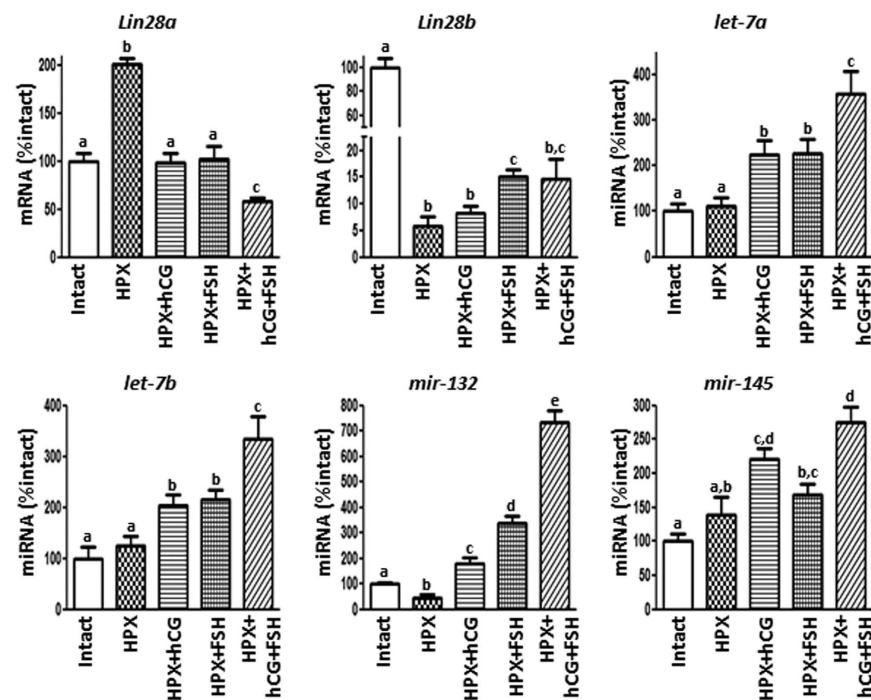 Lin28a
Lin28b
let-7a
mRNA (%intact)
200
150
100
50
0
a
b
a
a
c
Intact
HPX
HPX+hCG
HPX+FSH
HPX+
hCG+FSH
mRNA (%intact)
100
80
60
20
15
10
5
0
a
b
b
c
b,c
Intact
HPX
HPX+hCG
HPX+FSH
HPX+
hCG+FSH
miRNA (%intact)
400
300
200
100
0
a
a
b
b
c
Intact
HPX
HPX+hCG
HPX+FSH
HPX+
hCG+FSH
let-7b
mir-132
mir-145
miRNA (%intact)
400
300
200
100
0
a
a
b
b
c
Intact
HPX
HPX+hCG
HPX+FSH
HPX+
hCG+FSH
miRNA (%intact)
800
700
600
500
400
300
200
100
0
a
b
c
d
e
Intact
HPX
HPX+hCG
HPX+FSH
HPX+
hCG+FSH
miRNA (%intact)
300
250
200
150
100
50
0
a
a,b
c,d
b,c
d
Intact
HPX
HPX+hCG
HPX+FSH
HPX+
hCG+FSH